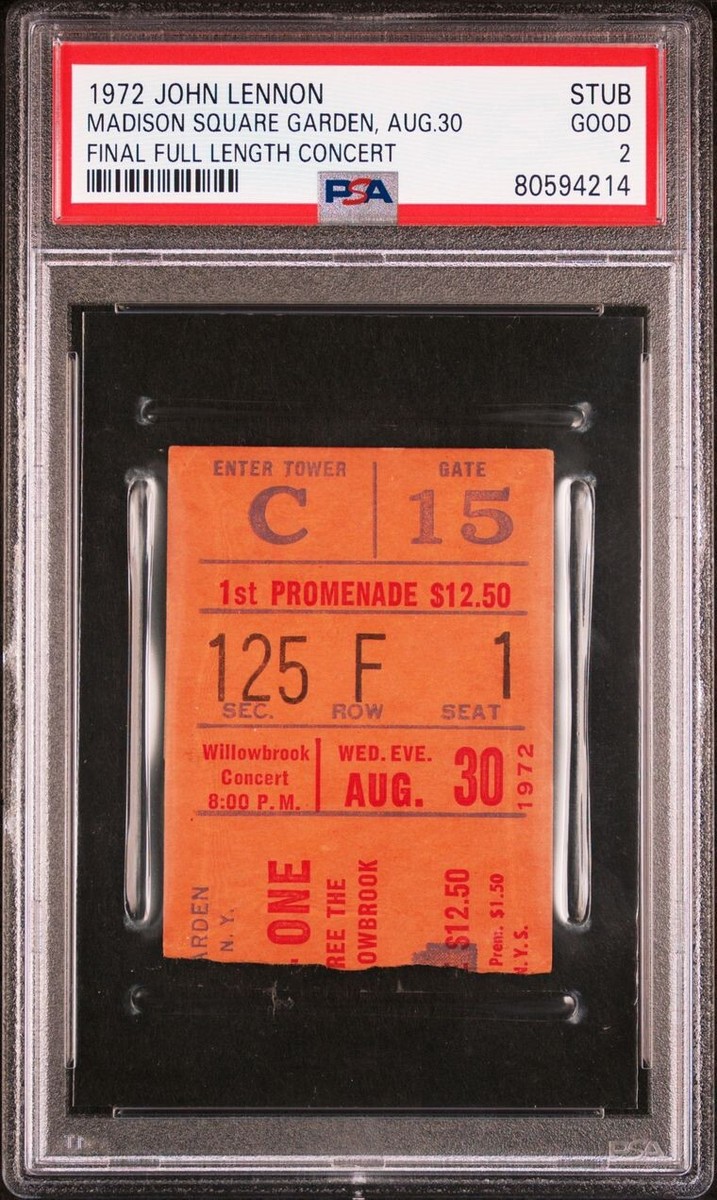 1972 JOHN LENNON STUB
MADISON SQUARE GARDEN, AUG.30 GOOD
FINAL FULL LENGTH CONCERT 2
PSA 80594214
ENTER TOWER GATE
C 15
1st PROMENADE $12.50
125 F 1
SEC. ROW SEAT
Willowbrook
Concert
8:00 P.M.
WED. EVE.
AUG. 30
1972
ARDEN
N. Y.
ONE
REE THE
OWBROOK
$12.50
Prem: $1.50
N.Y.S.
PSA